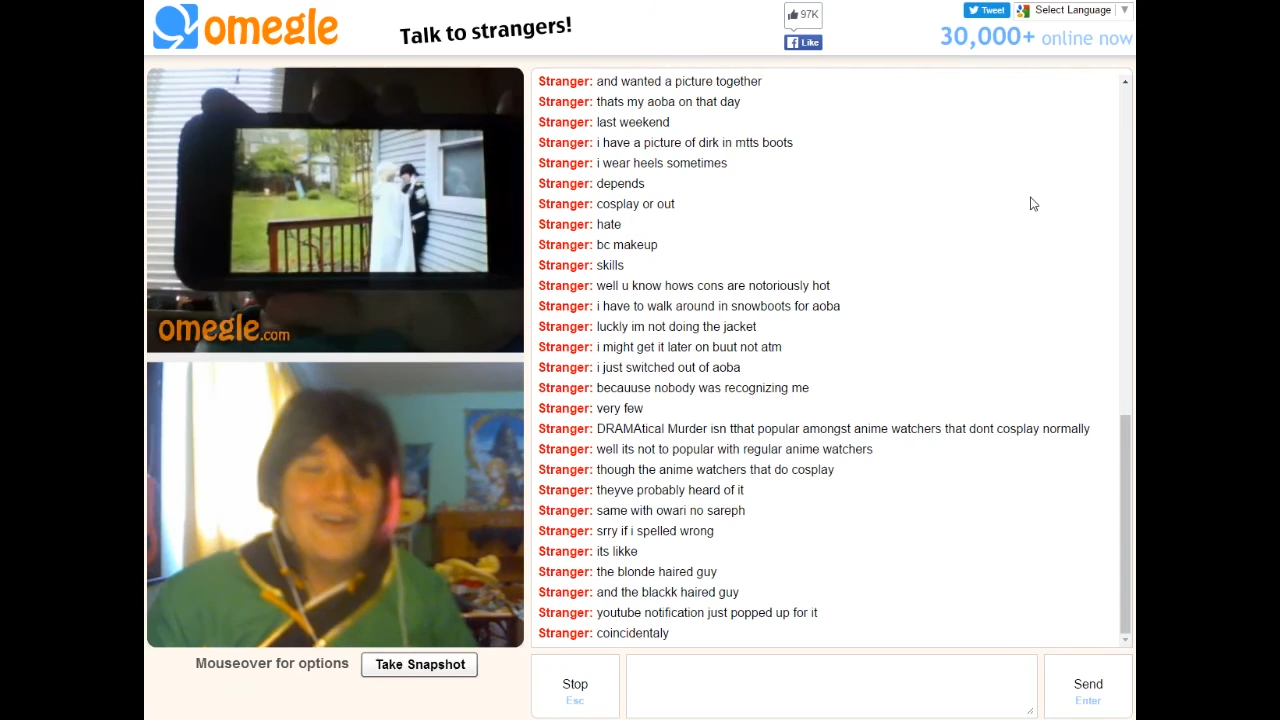 omegle
Talk to strangers!
97K
Like
Tweet
Select Language
30,000+ online now
omegle.com
Stranger: and wanted a picture together
Stranger: thats my aoba on that day
Stranger: last weekend
Stranger: i have a picture of dirk in mtts boots
Stranger: i wear heels sometimes
Stranger: depends
Stranger: cosplay or out
Stranger: hate
Stranger: bc makeup
Stranger: skills
Stranger: well u know hows cons are notoriously hot
Stranger: i have to walk around in snowboots for aoba
Stranger: luckly im not doing the jacket
Stranger: i might get it later on buut not atm
Stranger: i just switched out of aoba
Stranger: becauuse nobody was recognizing me
Stranger: very few
Stranger: DRAMAtical Murder isn tthat popular amongst anime watchers that dont cosplay normally
Stranger: well its not to popular with regular anime watchers
Stranger: though the anime watchers that do cosplay
Stranger: theyve probably heard of it
Stranger: same with owari no sareph
Stranger: srry if i spelled wrong
Stranger: its likke
Stranger: the blonde haired guy
Stranger: and the blackk haired guy
Stranger: youtube notification just popped up for it
Stranger: coincidentaly
Mouseover for options
Take Snapshot
Stop
Esc
Send
Enter